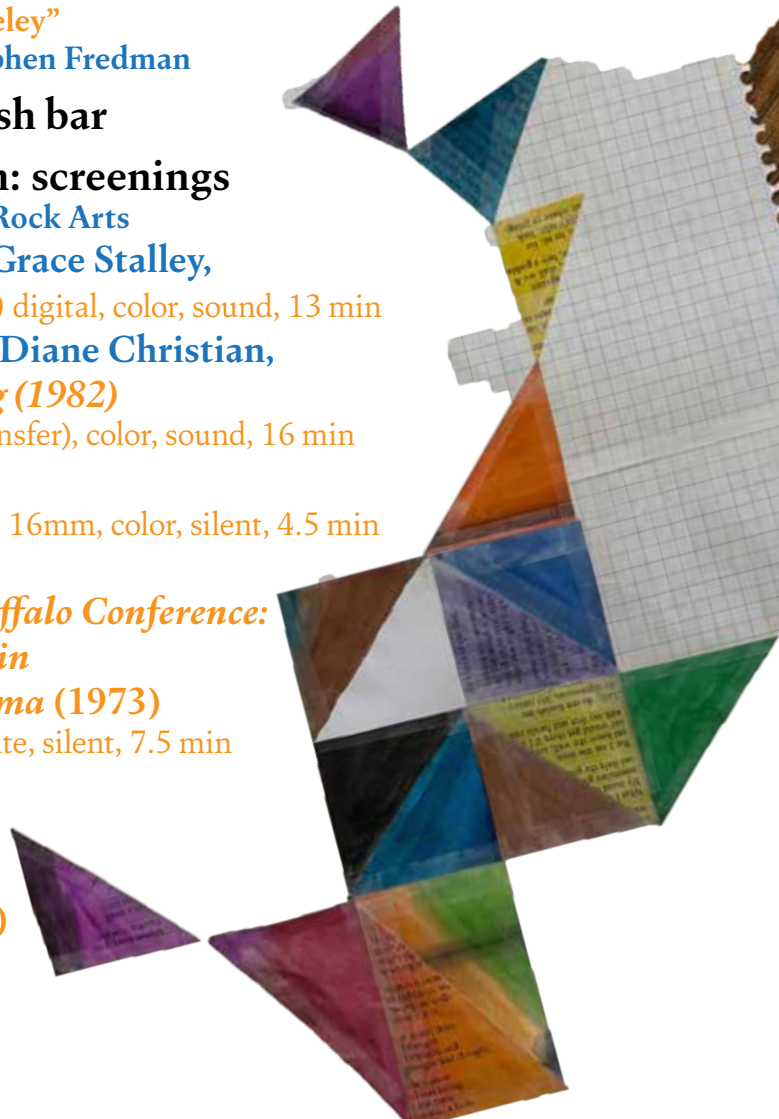 eley”
phen Fredman
sh bar
n: screenings
Rock Arts
Grace Stalley,
) digital, color, sound, 13 min
Diane Christian,
g (1982)
nsfer), color, sound, 16 min
16mm, color, silent, 4.5 min
ffalo Conference:
in
ma (1973)
te, silent, 7.5 min
)